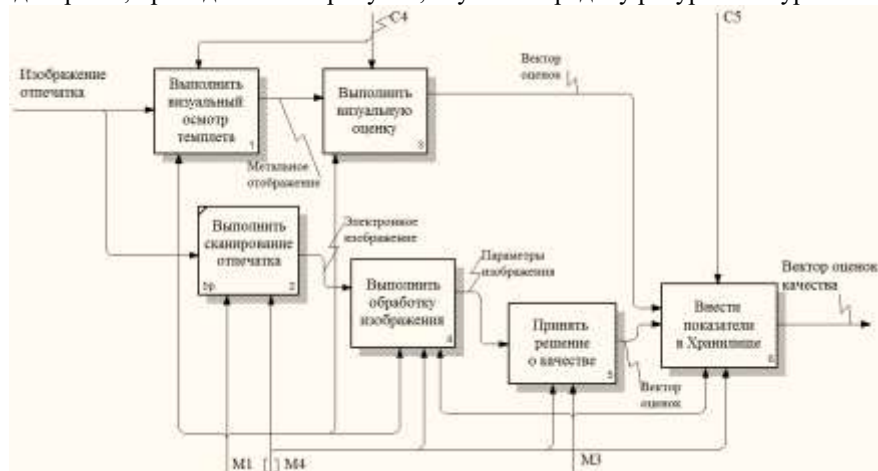 C4
C5
Изображение
отпечатка
Выполнить
визуальный
осмотр
темплета
1
Выполнить
визуальную
оценку
3
Вектор
оценок
Метальное
отображение
Выполнить
сканирование
отпечатка
5р.
2
Электронное
изображение
Выполнить
обработку
изображения
4
Параметры
изображения
Принять
решение
о качестве
5
Вектор
оценок
Ввести
показатели
в Хранилище
6
Вектор оценок
качества
M1
M4
M3